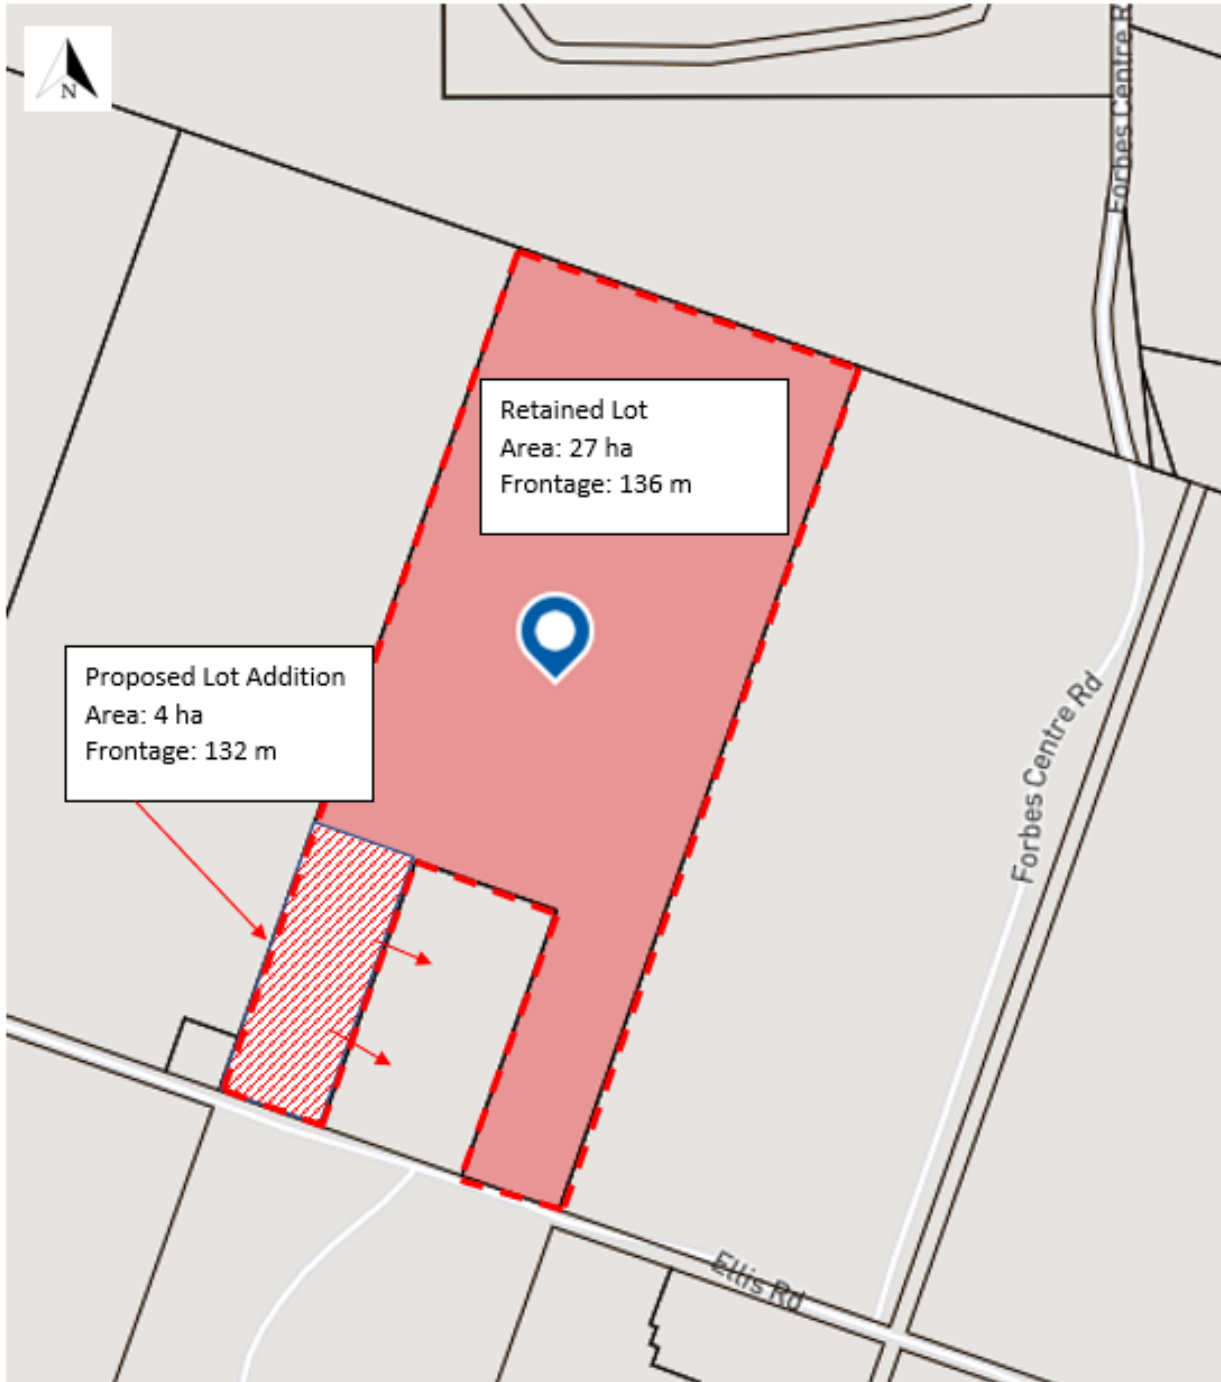 N
Forbes Centre R
Retained Lot
Area: 27 ha
Frontage: 136 m
Proposed Lot Addition
Area: 4 ha
Frontage: 132 m
Forbes Centre Rd
Ellis Rd